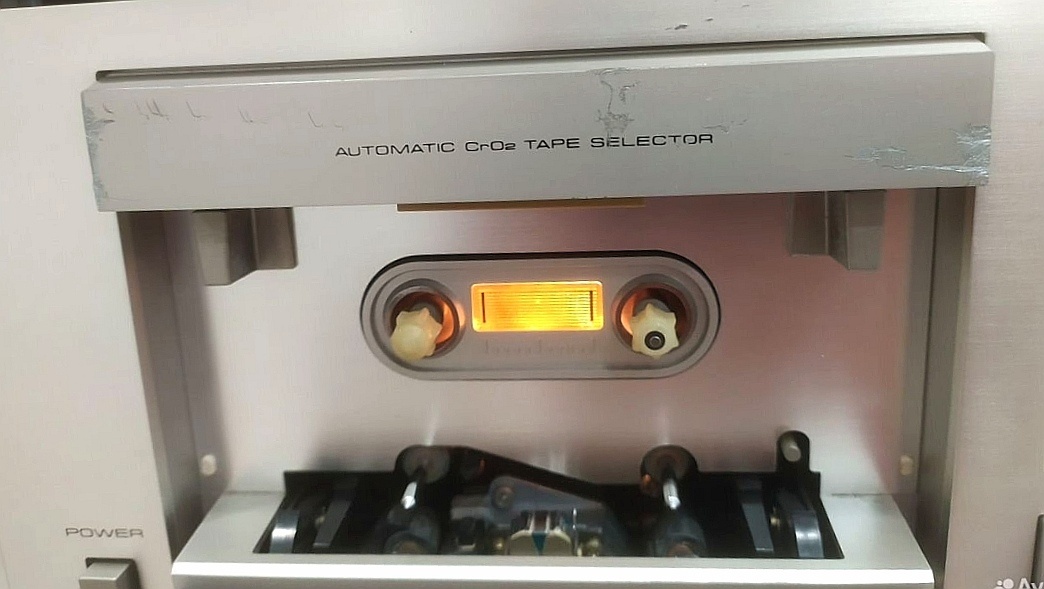 AUTOMATIC CrO₂ TAPE SELECTOR
POWER